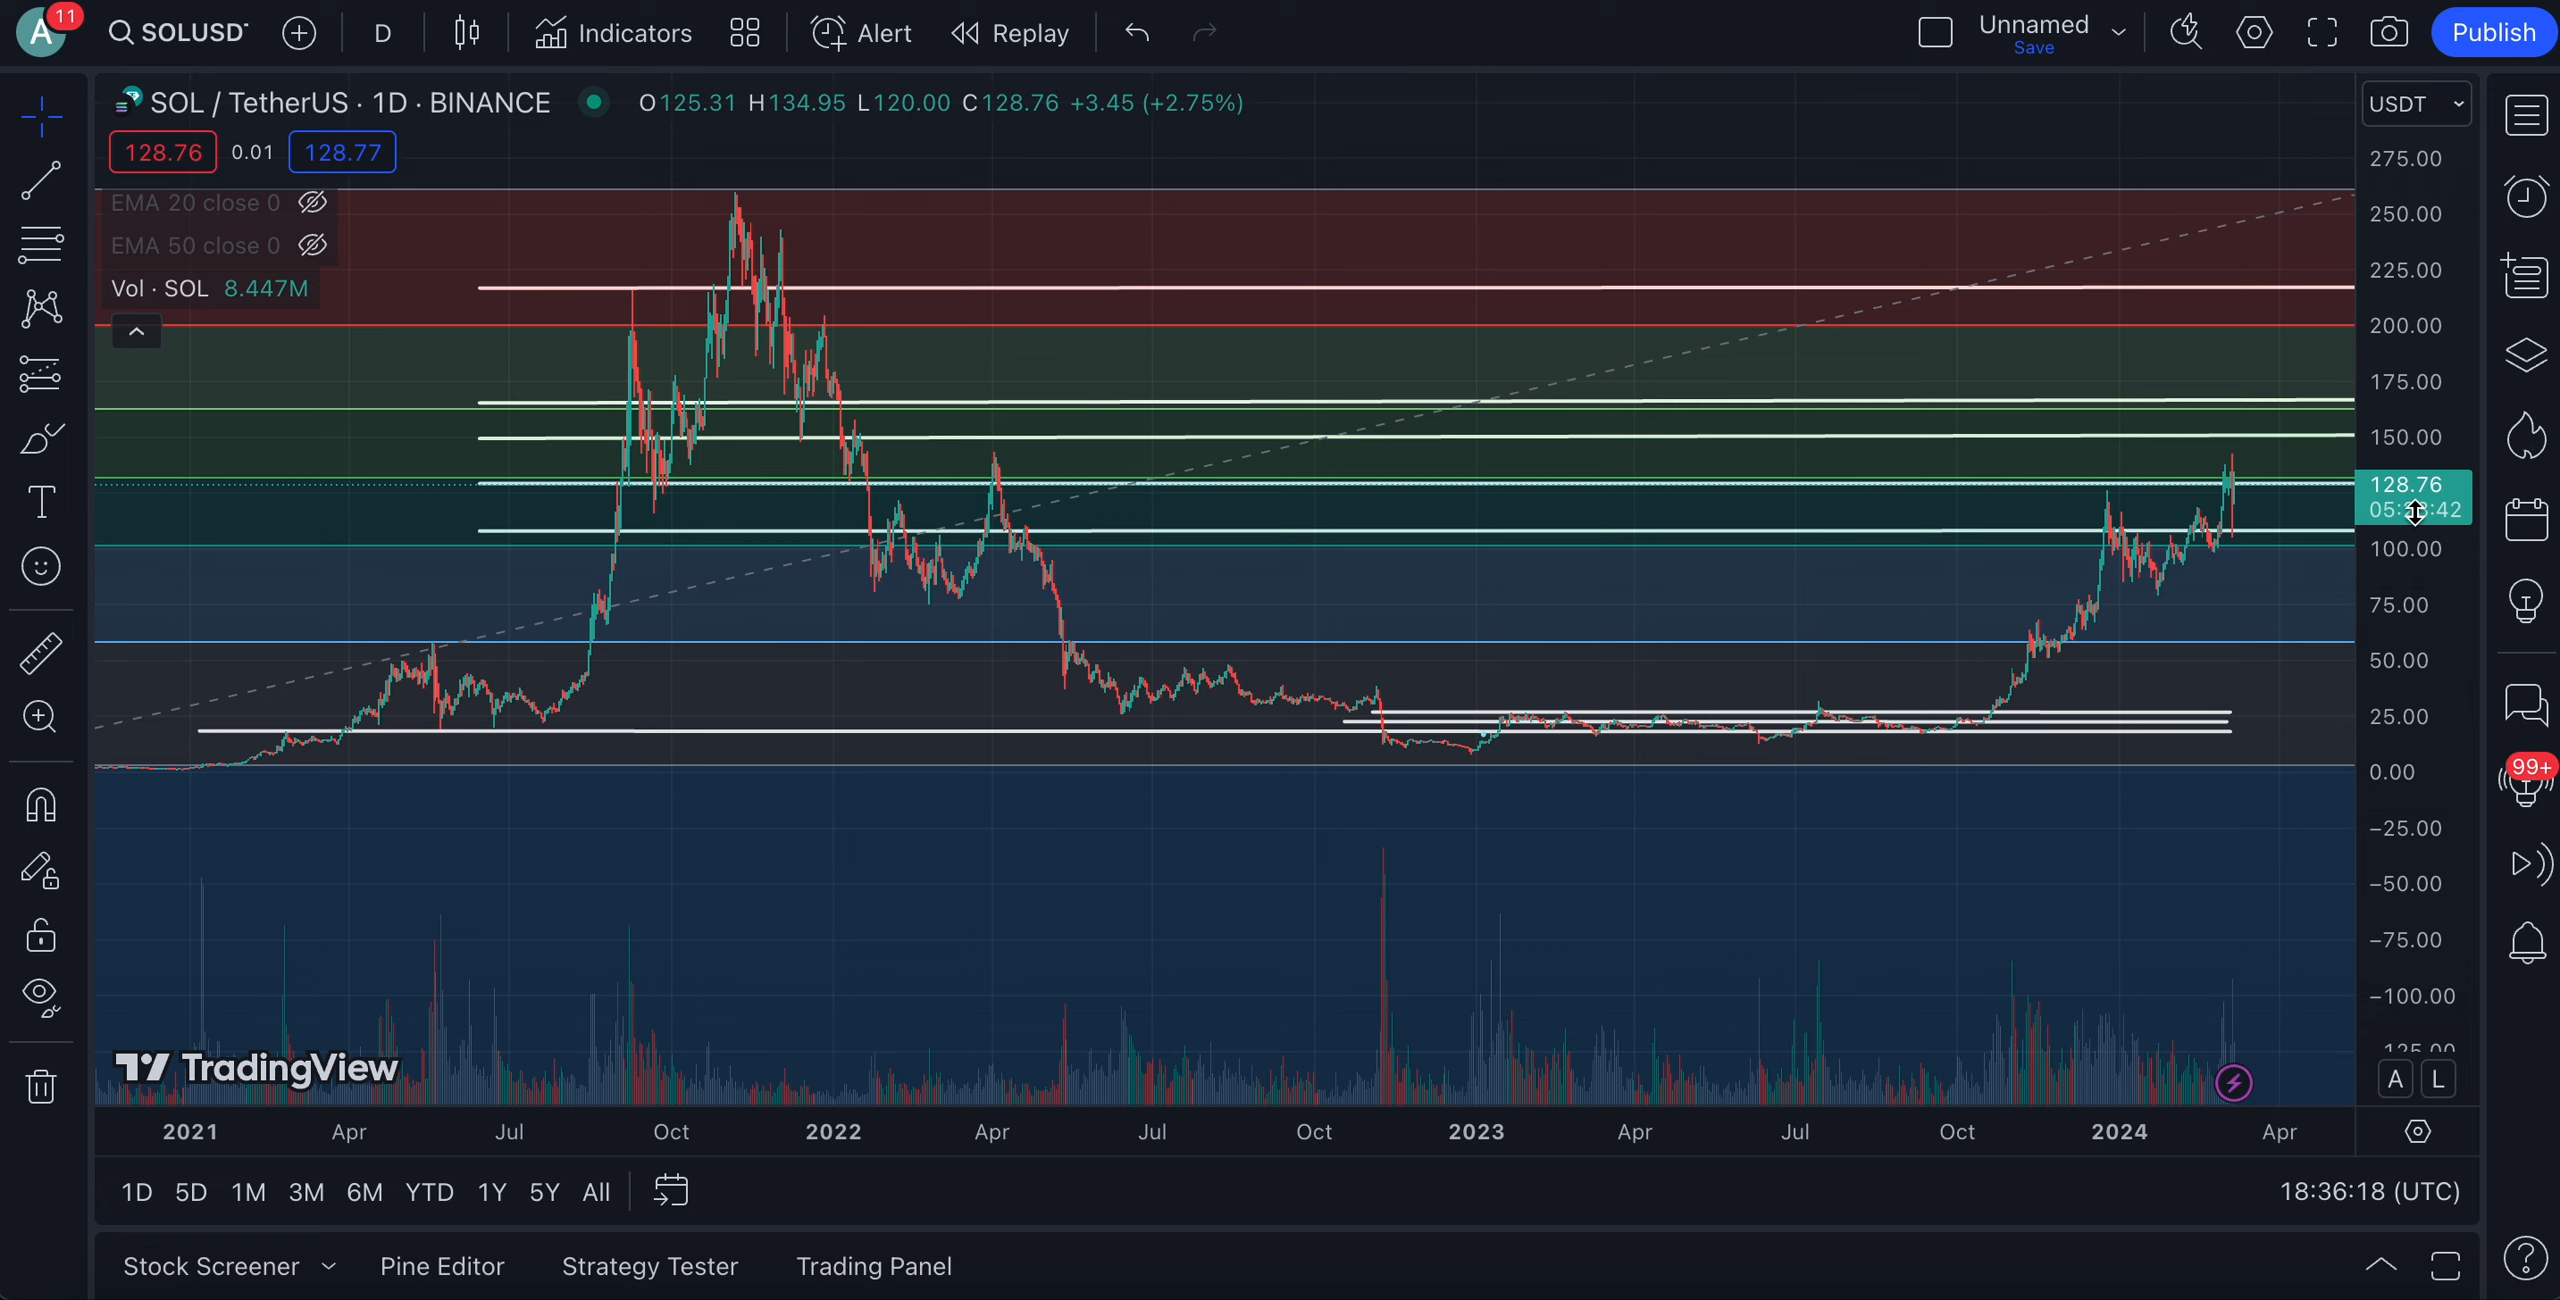 A 11 SOLUSD D Indicators Alert Replay Unnamed Publish
Save
SOL / TetherUS · 1D · BINANCE O125.31 H134.95 L120.00 C128.76 +3.45 (+2.75%) USDT
128.76 0.01 128.77
EMA 20 close 0
EMA 50 close 0
Vol · SOL 8.447M
275.00
250.00
225.00
200.00
175.00
150.00
128.76
100.00
75.00
50.00
25.00
0.00
−25.00
−50.00
−75.00
−100.00
99+
TradingView
A L
2021 Apr Jul Oct 2022 Apr Jul Oct 2023 Apr Jul Oct 2024 Apr
1D 5D 1M 3M 6M YTD 1Y 5Y All 18:36:18 (UTC)
Stock Screener Pine Editor Strategy Tester Trading Panel